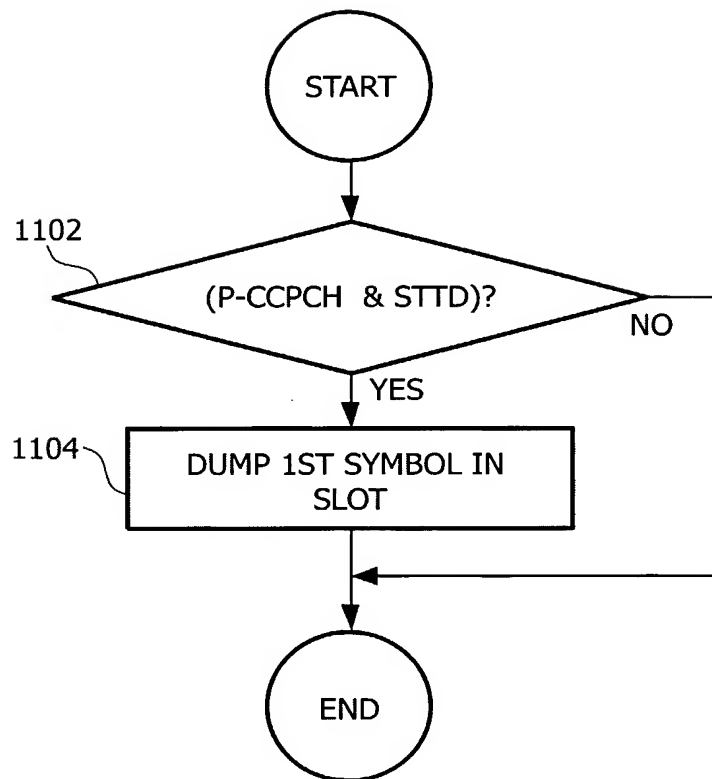 START
1102
(P-CCPCH & STTD)?
NO
YES
1104
DUMP 1ST SYMBOL IN
SLOT
END